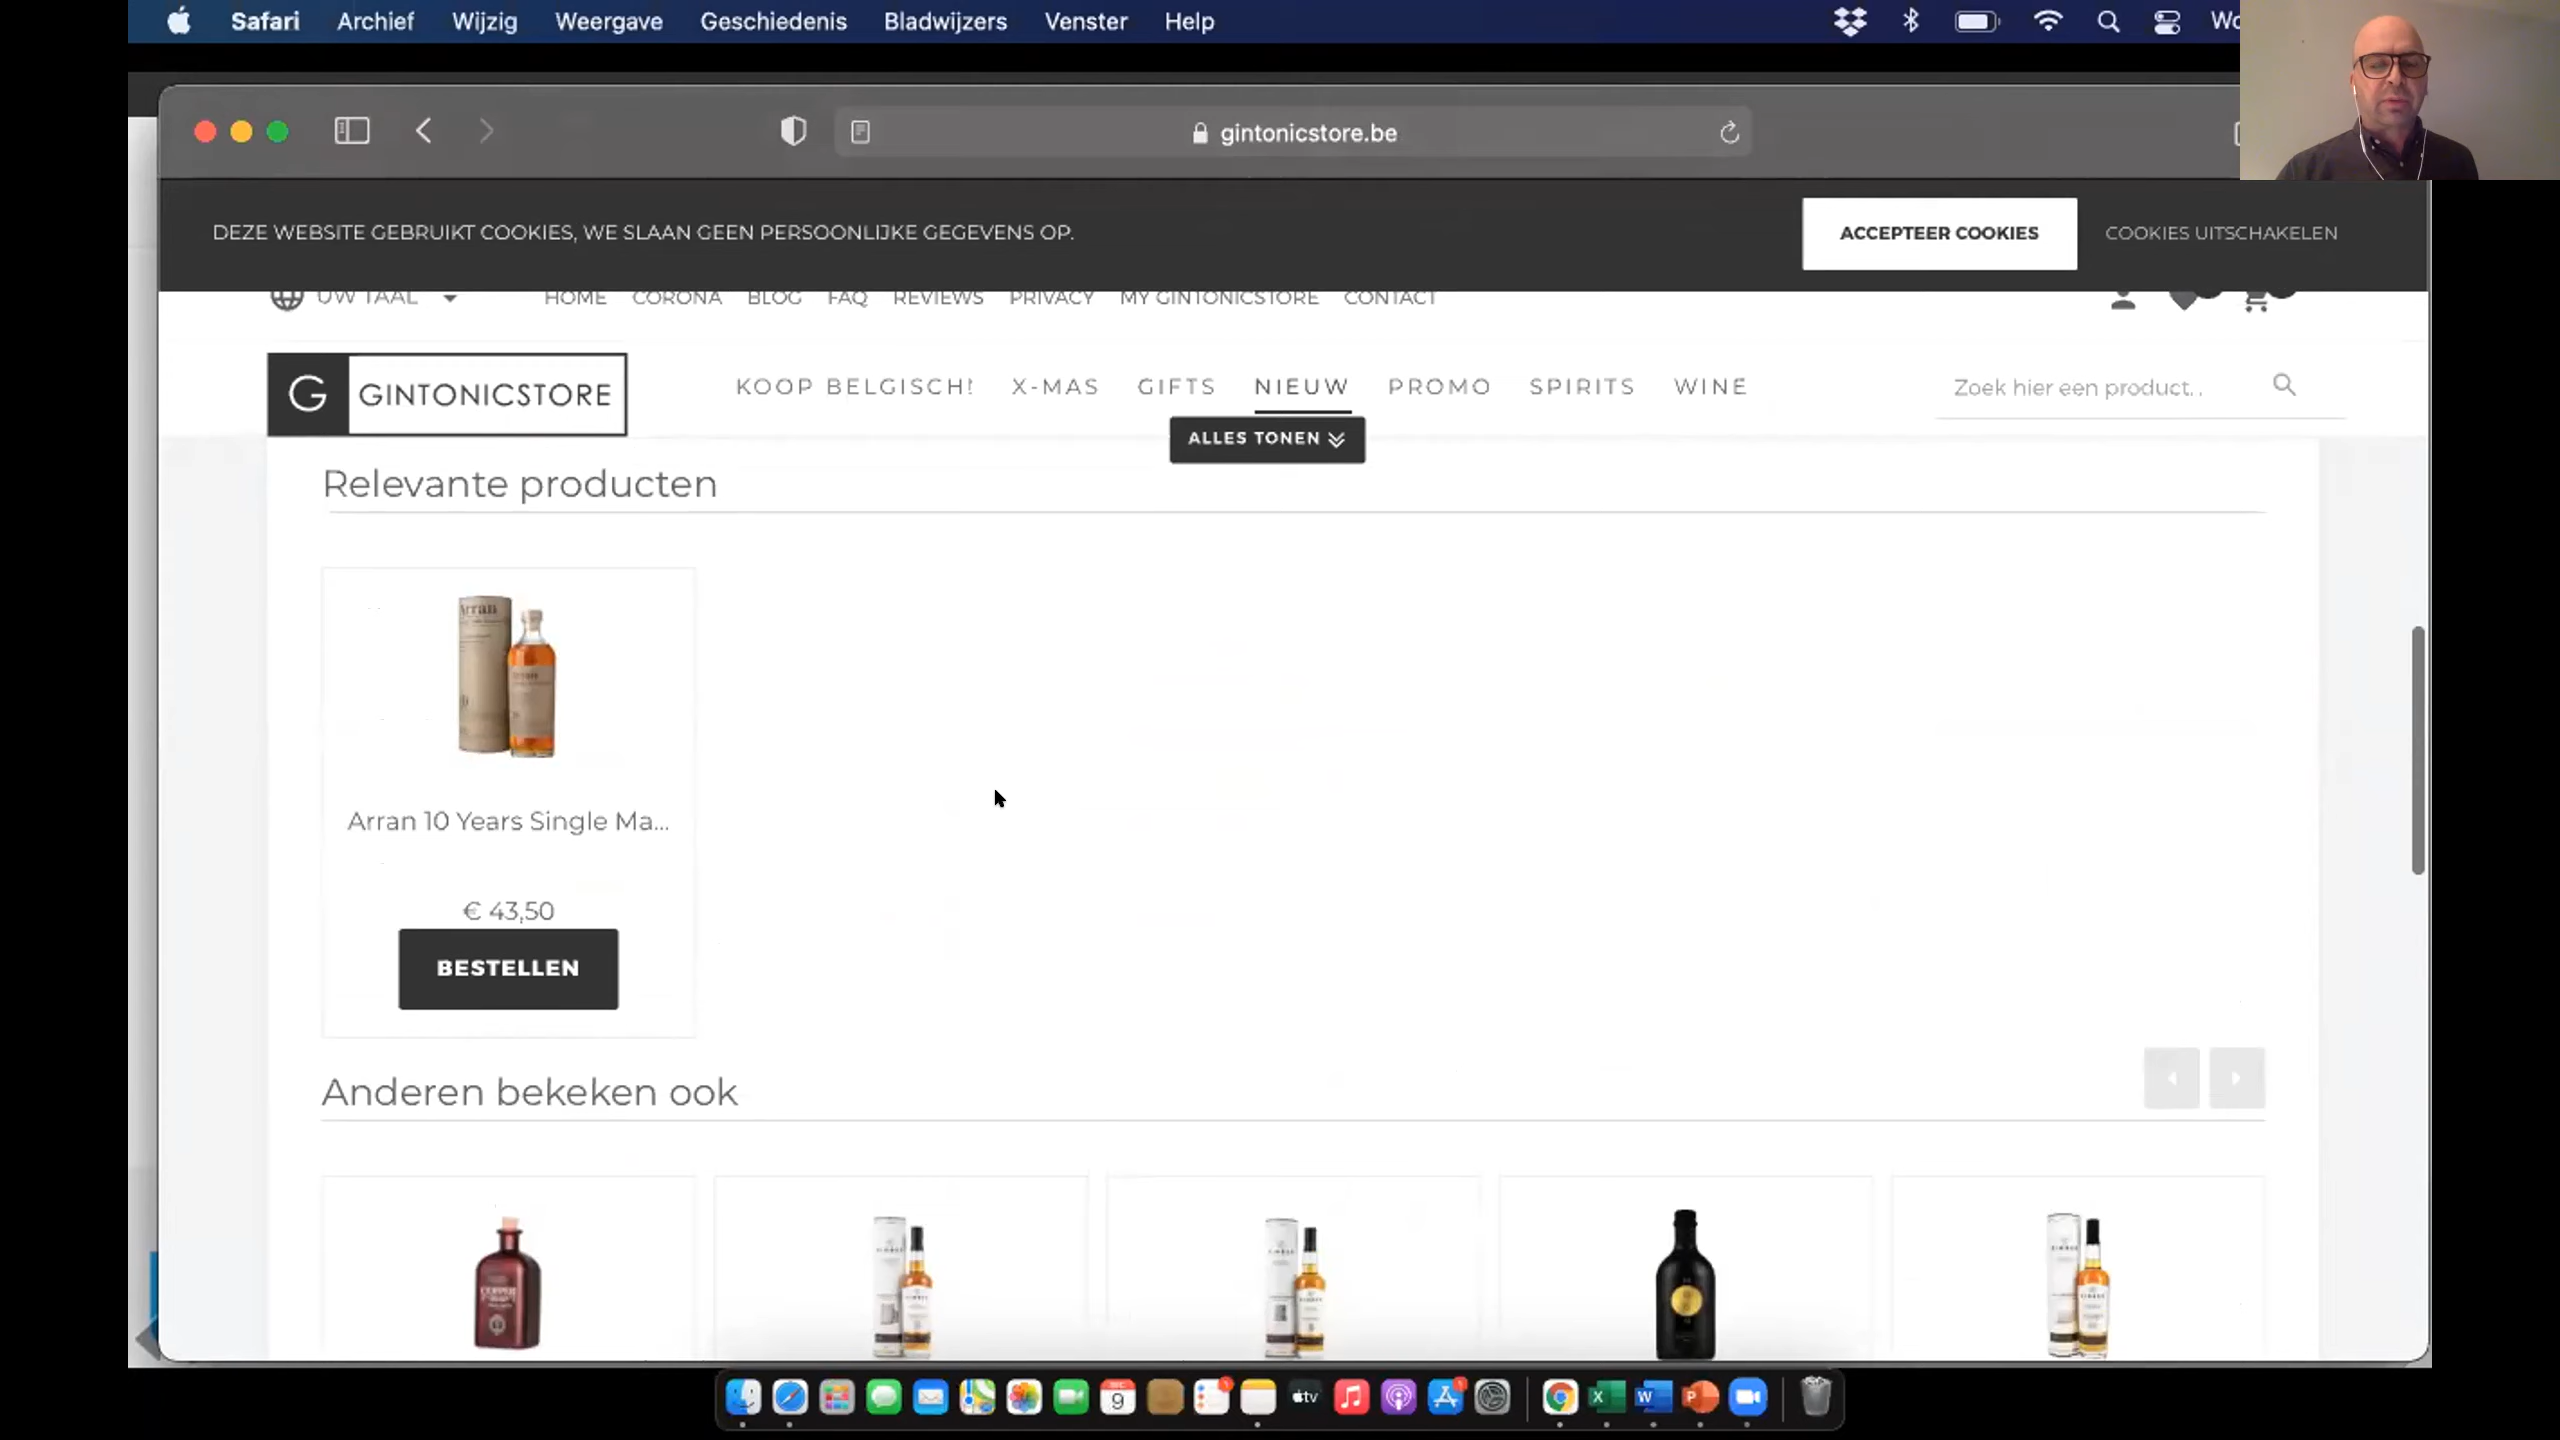 Safari Archief Wijzig Weergave Geschiedenis Bladwijzers Venster Help
gintonicstore.be
DEZE WEBSITE GEBRUIKT COOKIES, WE SLAAN GEEN PERSOONLIJKE GEGEVENS OP.
ACCEPTEER COOKIES
COOKIES UITSCHAKELEN
UW TAAL
HOME CORONA BLOG FAQ REVIEWS PRIVACY MY GINTONICSTORE CONTACT
G GINTONICSTORE
KOOP BELGISCH! X-MAS GIFTS NIEUW PROMO SPIRITS WINE
Zoek hier een product..
ALLES TONEN
Relevante producten
Arran
Arran 10 Years Single Ma...
€ 43,50
BESTELLEN
Anderen bekeken ook
9
tv